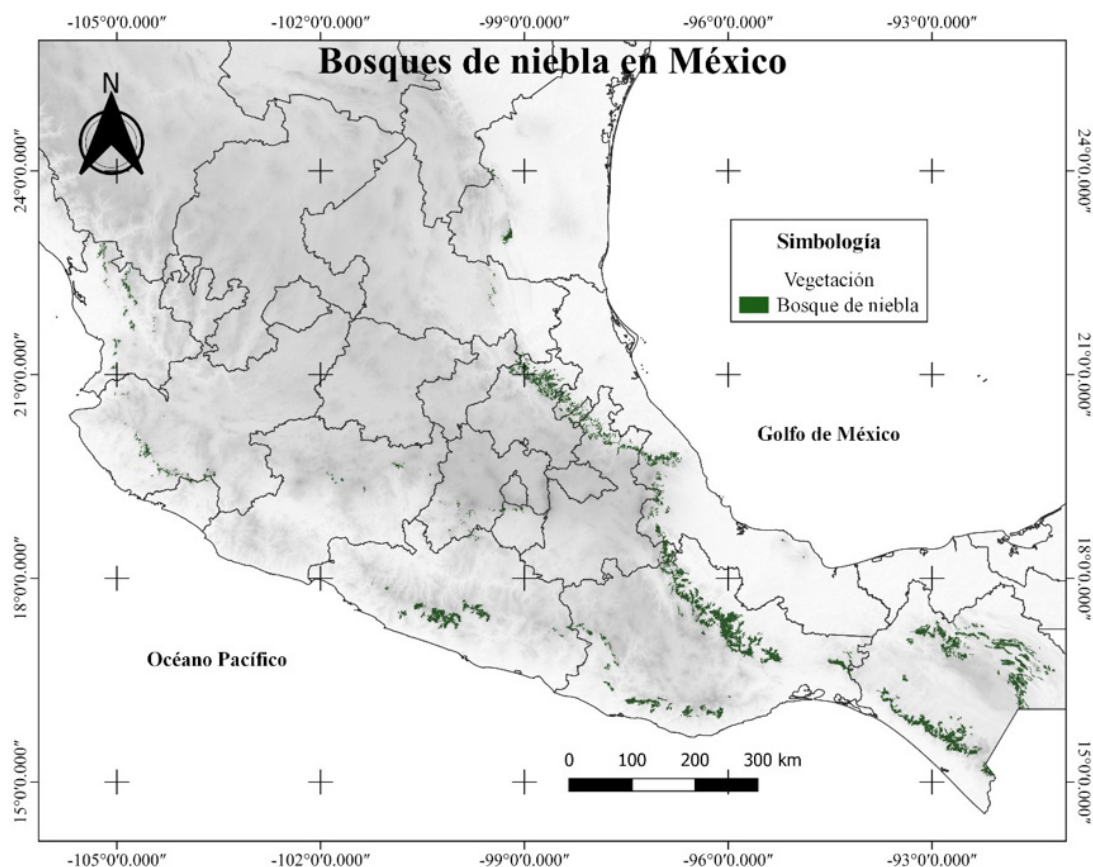 -105°0'0.000″ -102°0'0.000″ -99°0'0.000″ -96°0'0.000″ -93°0'0.000″
Bosques de niebla en México
N
24°0'0.000″ 24°0'0.000″
Simbología
Vegetación
Bosque de niebla
21°0'0.000″ 21°0'0.000″
Golfo de México
18°0'0.000″ 18°0'0.000″
Océano Pacífico
0 100 200 300 km
15°0'0.000″ 15°0'0.000″
-105°0'0.000″ -102°0'0.000″ -99°0'0.000″ -96°0'0.000″ -93°0'0.000″